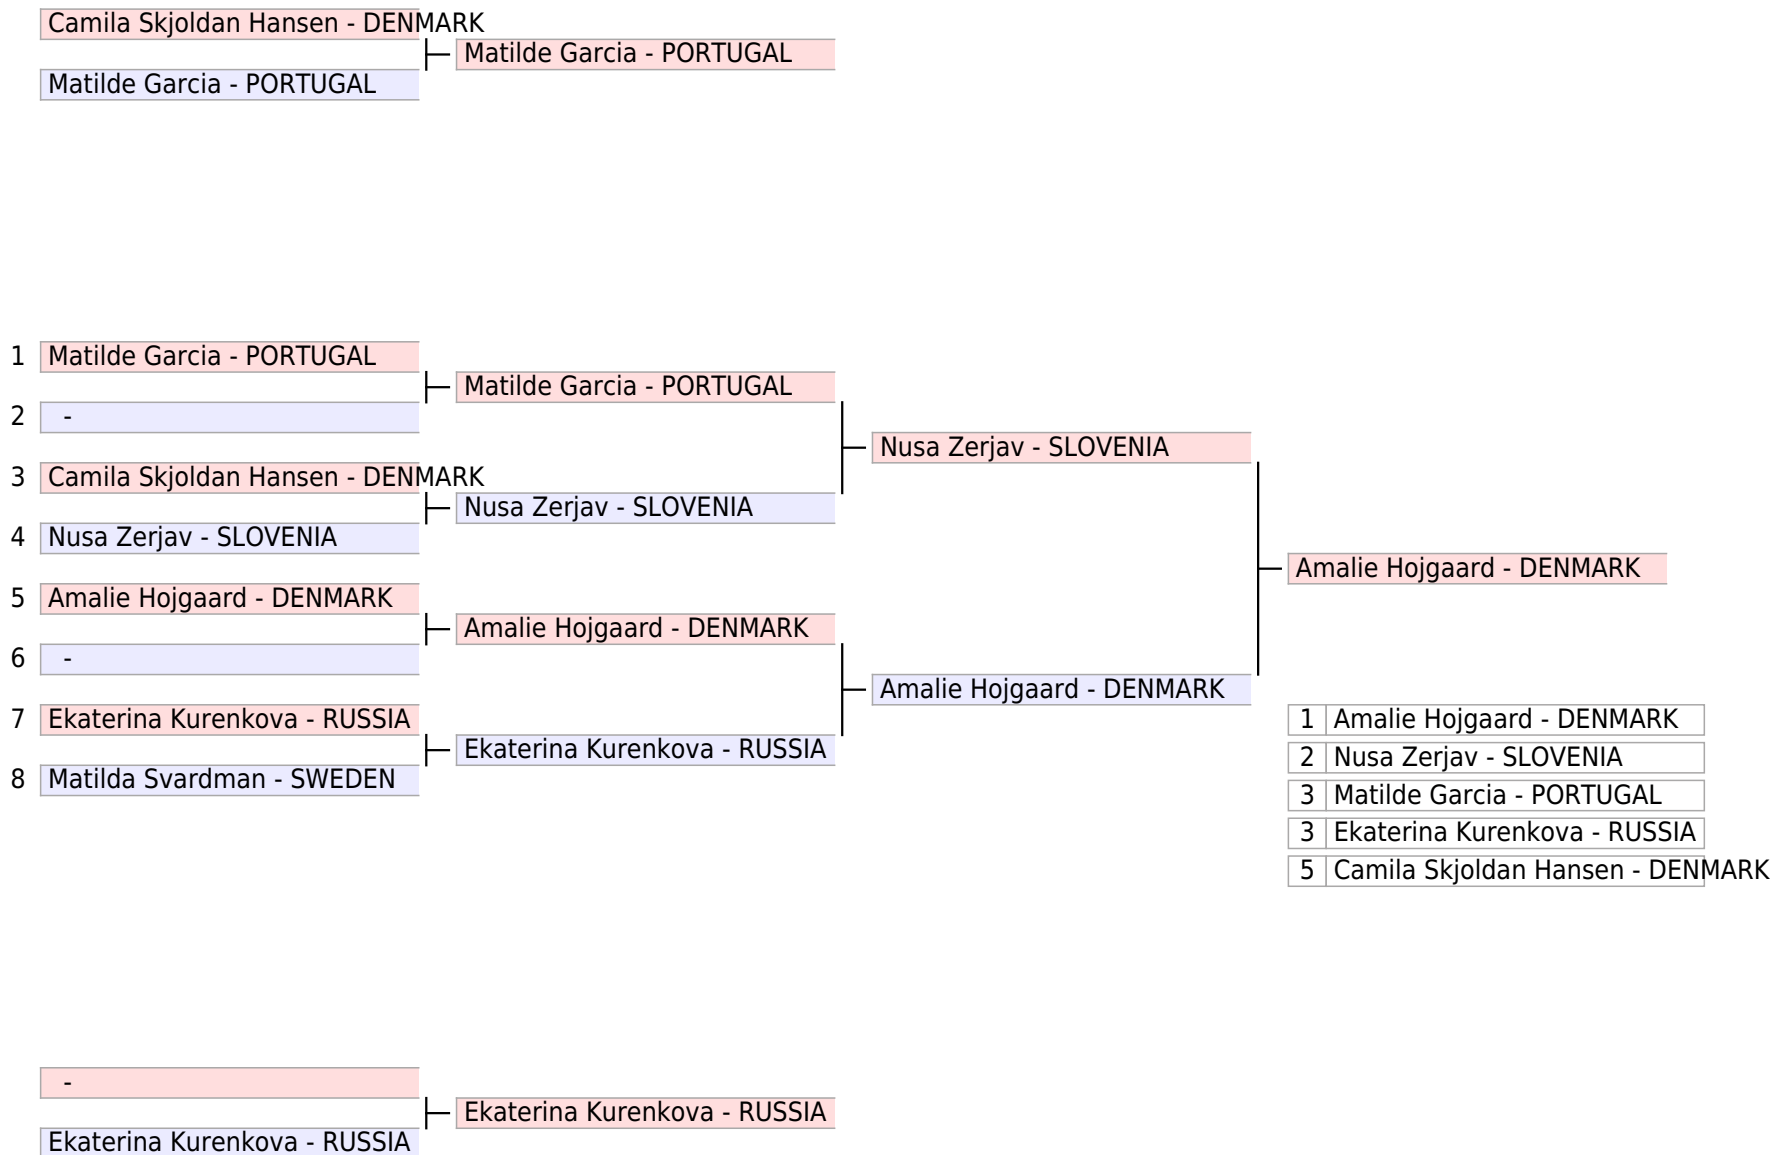 Camila Skjoldan Hansen - DENMARK
Matilde Garcia - PORTUGAL
Matilde Garcia - PORTUGAL
1 Matilde Garcia - PORTUGAL
Matilde Garcia - PORTUGAL
2 -
Nusa Zerjav - SLOVENIA
3 Camila Skjoldan Hansen - DENMARK
Nusa Zerjav - SLOVENIA
4 Nusa Zerjav - SLOVENIA
Amalie Hojgaard - DENMARK
5 Amalie Hojgaard - DENMARK
Amalie Hojgaard - DENMARK
6 -
Amalie Hojgaard - DENMARK
7 Ekaterina Kurenkova - RUSSIA
Ekaterina Kurenkova - RUSSIA
8 Matilda Svardman - SWEDEN
1 Amalie Hojgaard - DENMARK
2 Nusa Zerjav - SLOVENIA
3 Matilde Garcia - PORTUGAL
3 Ekaterina Kurenkova - RUSSIA
5 Camila Skjoldan Hansen - DENMARK
-
Ekaterina Kurenkova - RUSSIA
Ekaterina Kurenkova - RUSSIA